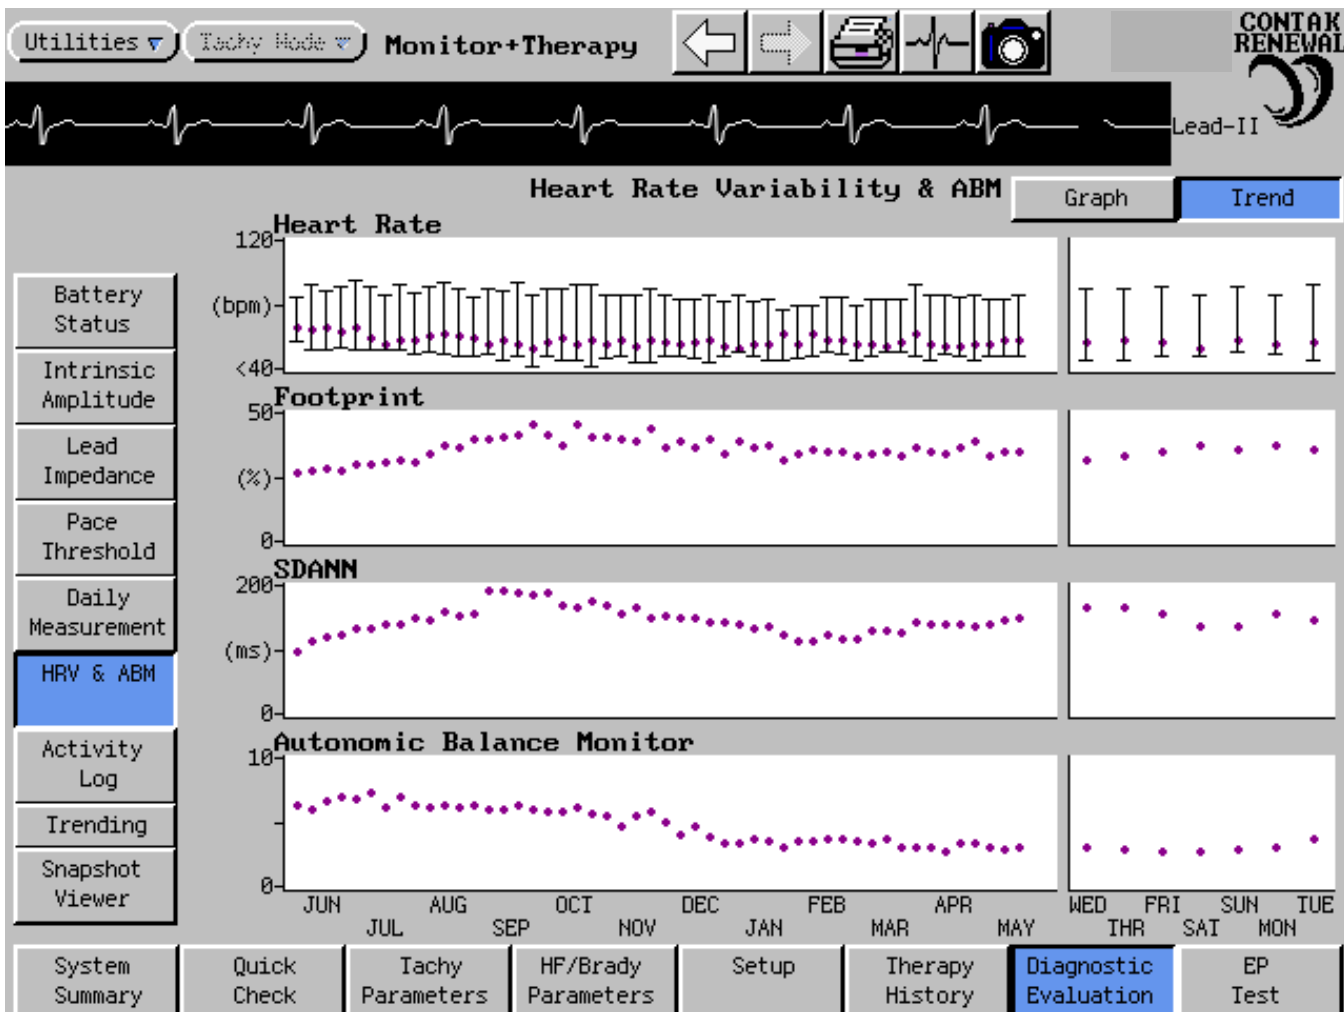 Utilities
Tachy Mode
Monitor+Therapy
CONTAK
RENEWAL
Lead-II
Heart Rate Variability & ABM
Graph
Trend
Battery
Status
Intrinsic
Amplitude
Lead
Impedance
Pace
Threshold
Daily
Measurement
HRV & ABM
Activity
Log
Trending
Snapshot
Viewer
Heart Rate
120
(bpm)
<40
Footprint
50
(%)
0
SDANN
200
(ms)
0
Autonomic Balance Monitor
10
0
JUN AUG OCT DEC FEB APR WED FRI SUN TUE
JUL SEP NOV JAN MAR MAY THR SAT MON
System
Summary
Quick
Check
Tachy
Parameters
HF/Brady
Parameters
Setup
Therapy
History
Diagnostic
Evaluation
EP
Test